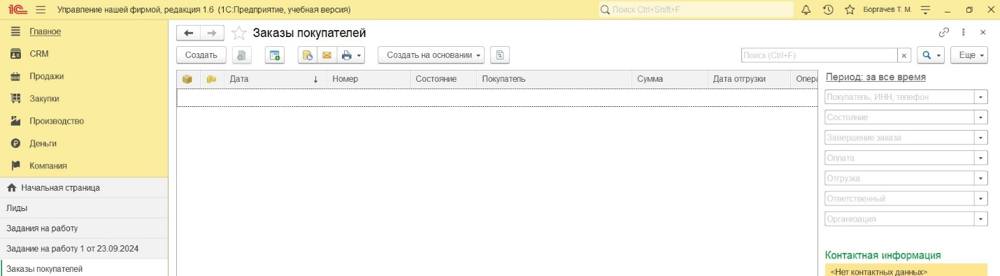 1С Управление нашей фирмой, редакция 1.6 (1С:Предприятие, учебная версия) Поиск Ctrl+Shift+F Боргачев Т. М.
Главное
CRM
Продажи
Закупки
Производство
Деньги
Компания
Начальная страница
Лиды
Задания на работу
Задание на работу 1 от 23.09.2024
Заказы покупателей
Заказы покупателей
Создать Создать на основании Поиск (Ctrl+F) Еще
Дата Номер Состояние Покупатель Сумма Дата отгрузки Опера
Период: за все время
Покупатель, ИНН, телефон
Состояние
Завершение заказа
Оплата
Отгрузка
Ответственный
Организация
Контактная информация
<Нет контактных данных>